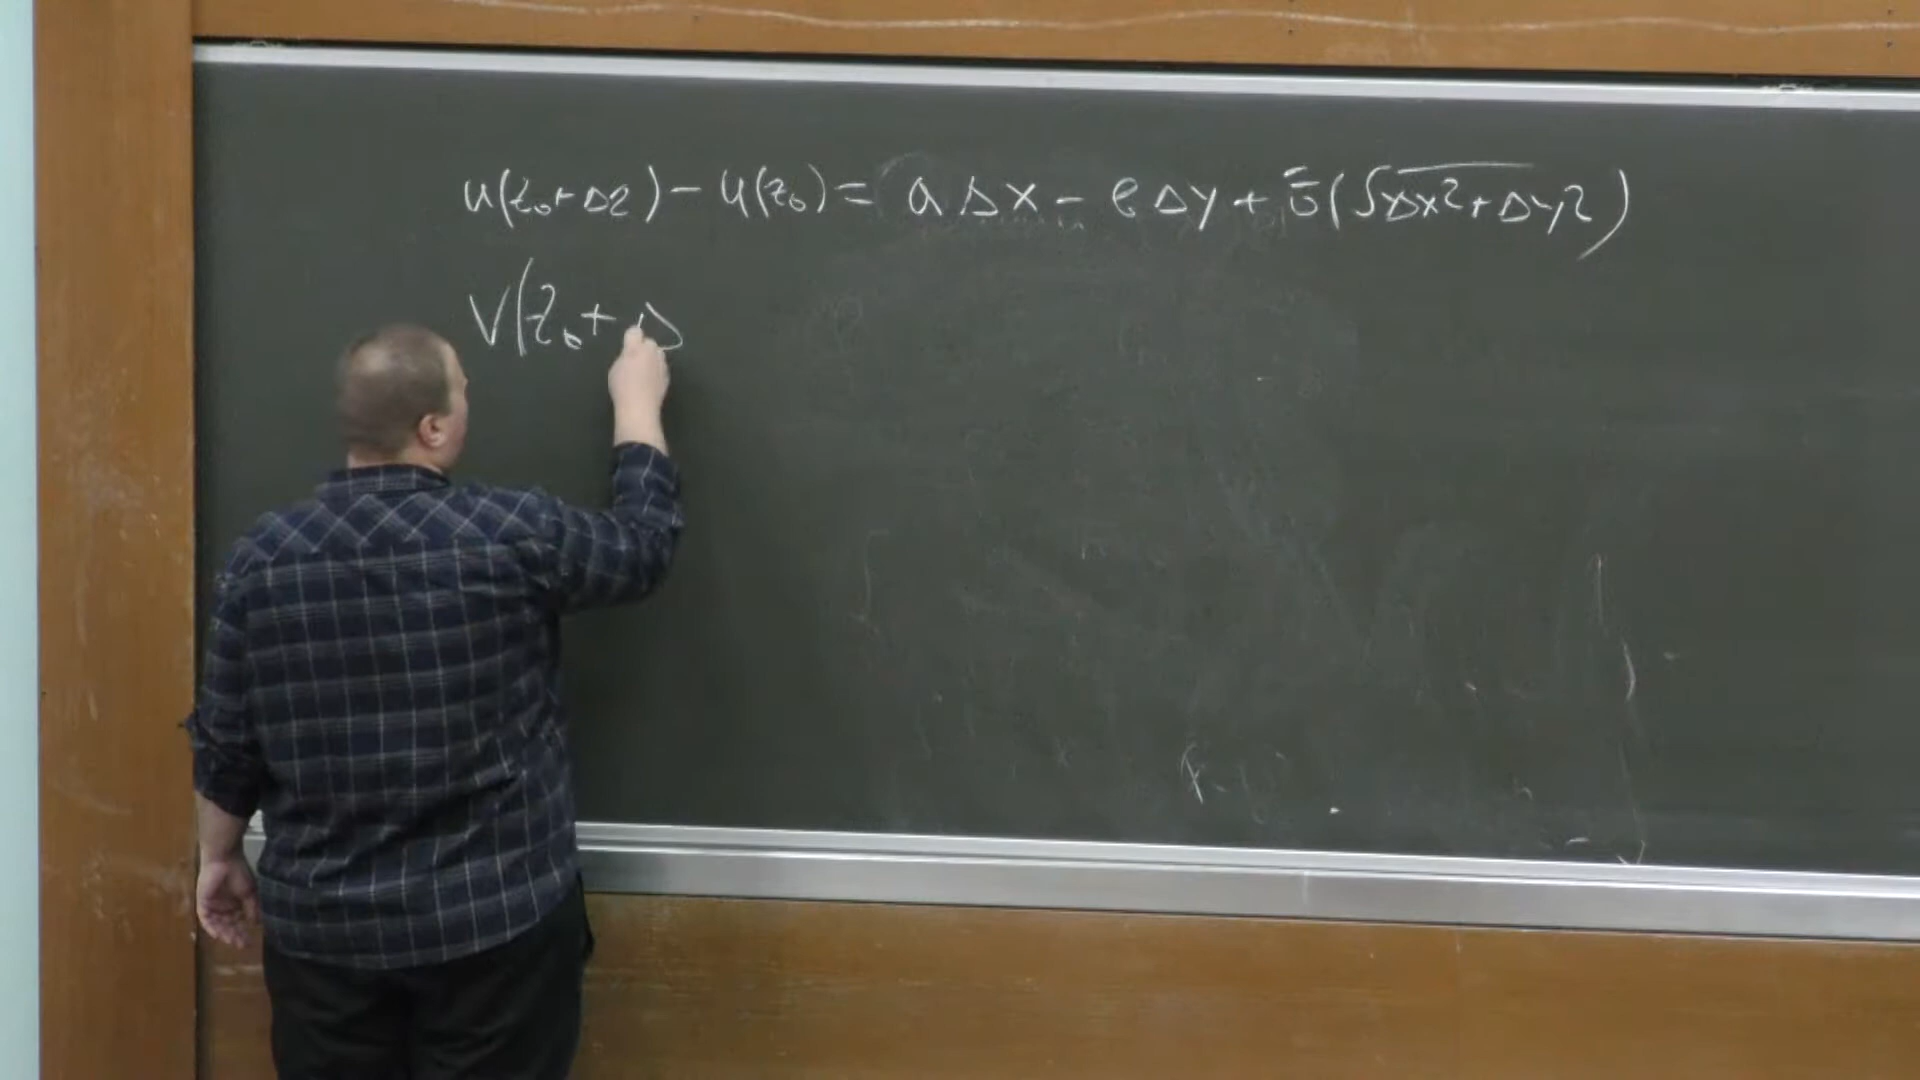 u(z₀+Δz) - u(z₀) = a Δx - b Δy + ō(√(Δx²+Δy²))
v(z₀ + Δ